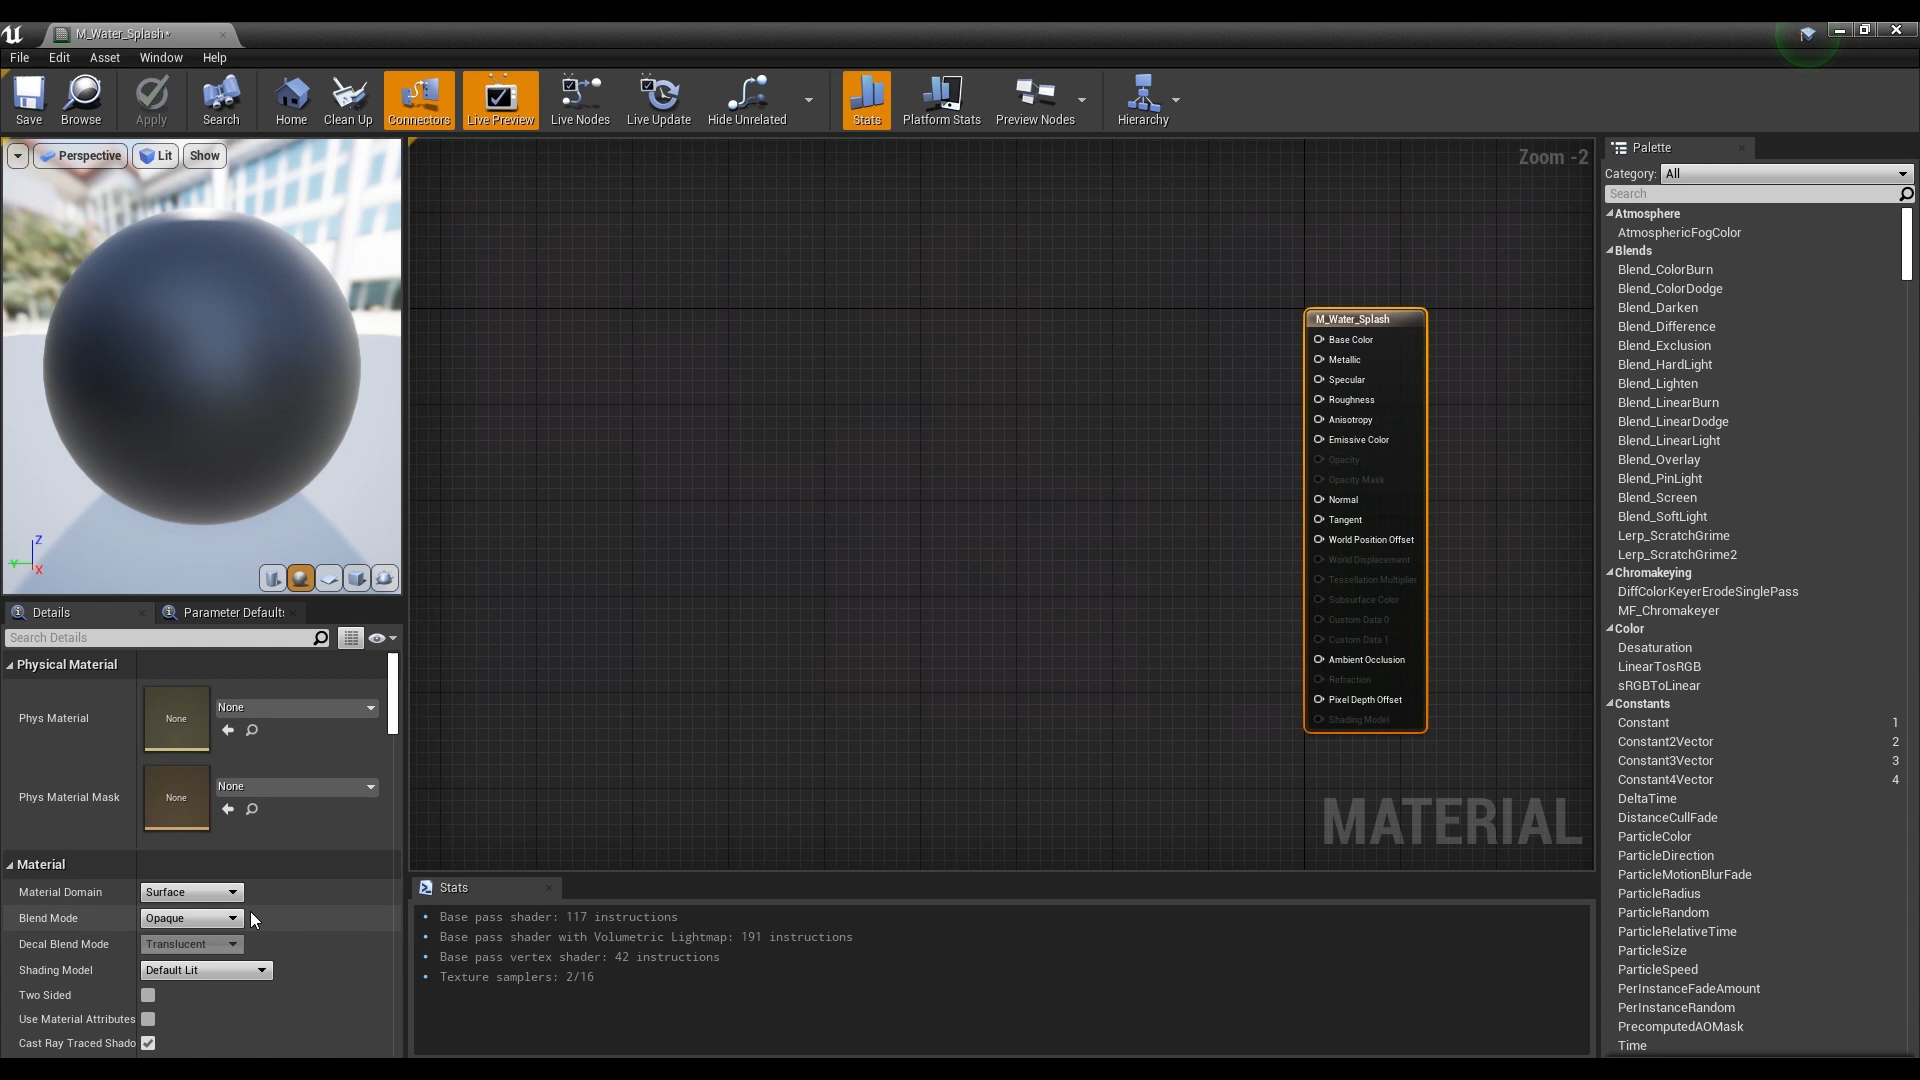 M_Water_Splash*
File Edit Asset Window Help
Save Browse Apply Search Home Clean Up Connectors Live Preview Live Nodes Live Update Hide Unrelated Stats Platform Stats Preview Nodes Hierarchy
Perspective Lit Show
Z
Y
X
Zoom -2
M_Water_Splash
Base Color
Metallic
Specular
Roughness
Anisotropy
Emissive Color
Opacity
Opacity Mask
Normal
Tangent
World Position Offset
World Displacement
Tessellation Multiplier
Subsurface Color
Custom Data 0
Custom Data 1
Ambient Occlusion
Refraction
Pixel Depth Offset
Shading Model
MATERIAL
Details Parameter Default
Search Details
Physical Material
Phys Material None None
Phys Material Mask None None
Material
Material Domain Surface
Blend Mode Opaque
Decal Blend Mode Translucent
Shading Model Default Lit
Two Sided
Use Material Attributes
Cast Ray Traced Shado
Stats
• Base pass shader: 117 instructions
• Base pass shader with Volumetric Lightmap: 191 instructions
• Base pass vertex shader: 42 instructions
• Texture samplers: 2/16
Palette
Category: All
Search
Atmosphere
AtmosphericFogColor
Blends
Blend_ColorBurn
Blend_ColorDodge
Blend_Darken
Blend_Difference
Blend_Exclusion
Blend_HardLight
Blend_Lighten
Blend_LinearBurn
Blend_LinearDodge
Blend_LinearLight
Blend_Overlay
Blend_PinLight
Blend_Screen
Blend_SoftLight
Lerp_ScratchGrime
Lerp_ScratchGrime2
Chromakeying
DiffColorKeyerErodeSinglePass
MF_Chromakeyer
Color
Desaturation
LinearTosRGB
sRGBToLinear
Constants
Constant 1
Constant2Vector 2
Constant3Vector 3
Constant4Vector 4
DeltaTime
DistanceCullFade
ParticleColor
ParticleDirection
ParticleMotionBlurFade
ParticleRadius
ParticleRandom
ParticleRelativeTime
ParticleSize
ParticleSpeed
PerInstanceFadeAmount
PerInstanceRandom
PrecomputedAOMask
Time